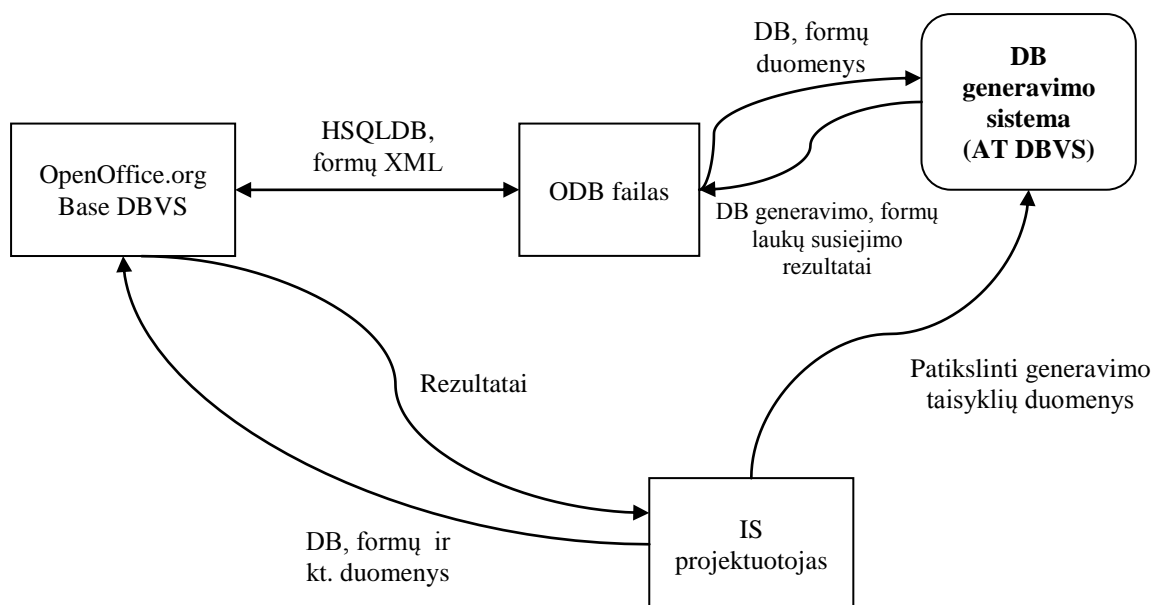 DB, formų
duomenys
DB
generavimo
sistema
(AT DBVS)
HSQLDB,
formų XML
OpenOffice.org
Base DBVS
ODB failas
DB generavimo, formų
laukų susiejimo
rezultatai
Rezultatai
Patikslinti generavimo
taisyklių duomenys
DB, formų ir
kt. duomenys
IS
projektuotojas